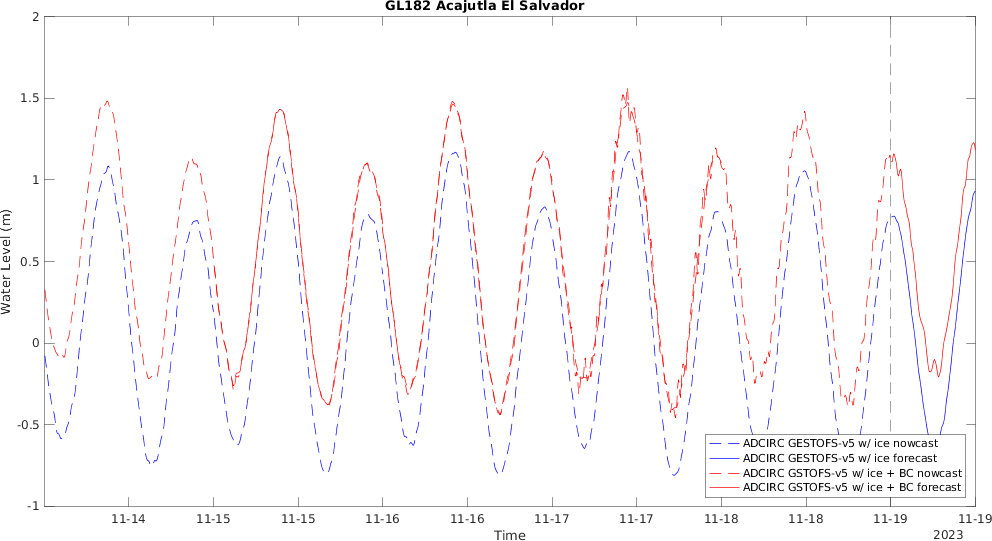 GL182 Acajutla El Salvador
2
1.5
1
0.5
0
-0.5
-1
Water Level (m)
ADCIRC GESTOFS-v5 w/ ice nowcast
ADCIRC GESTOFS-v5 w/ ice forecast
ADCIRC GSTOFS-v5 w/ ice + BC nowcast
ADCIRC GSTOFS-v5 w/ ice + BC forecast
11-14 11-15 11-15 11-16 11-16 11-17 11-17 11-18 11-18 11-19 11-19
Time
2023